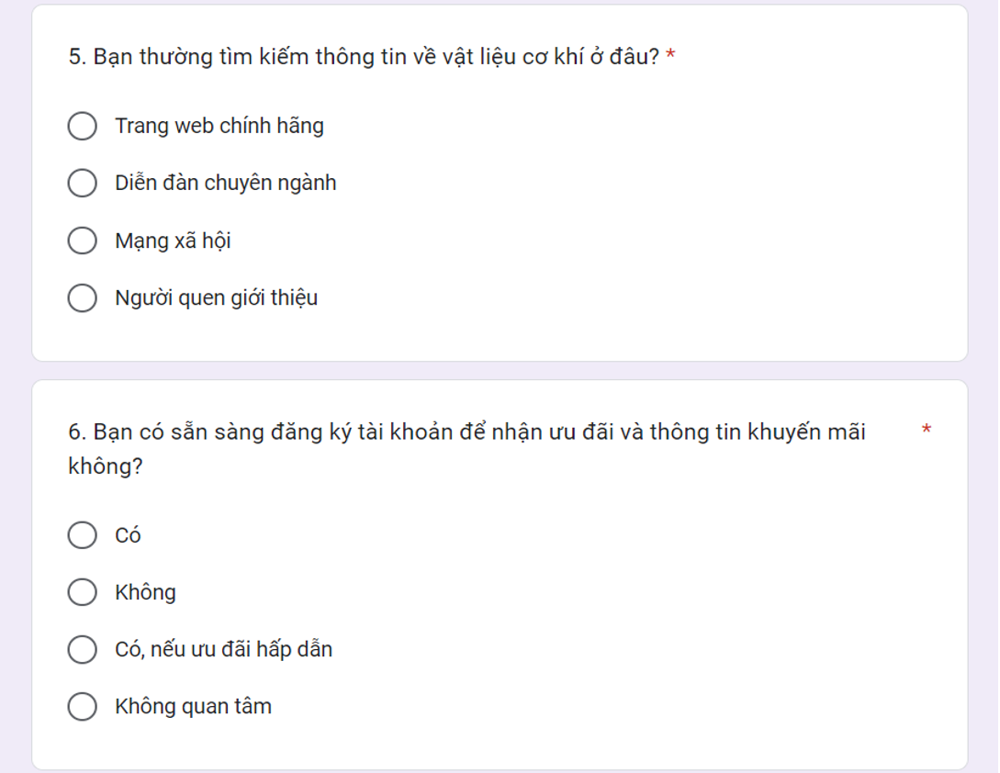 5. Bạn thường tìm kiếm thông tin về vật liệu cơ khí ở đâu? *
Trang web chính hãng
Diễn đàn chuyên ngành
Mạng xã hội
Người quen giới thiệu
6. Bạn có sẵn sàng đăng ký tài khoản để nhận ưu đãi và thông tin khuyến mãi *
không?
Có
Không
Có, nếu ưu đãi hấp dẫn
Không quan tâm